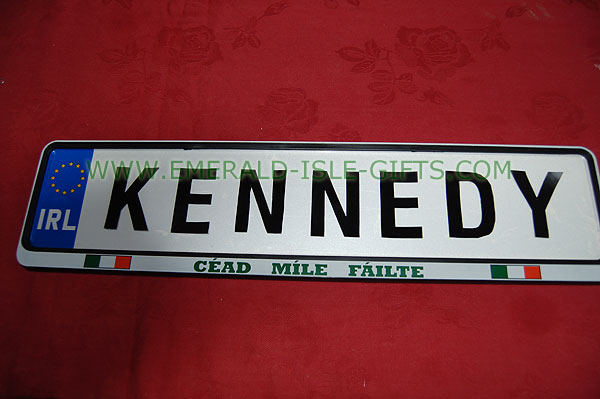 WWW.EMERALD-ISLE-GIFTS.COM
IRL KENNEDY
CÉAD MÍLE FÁILTE